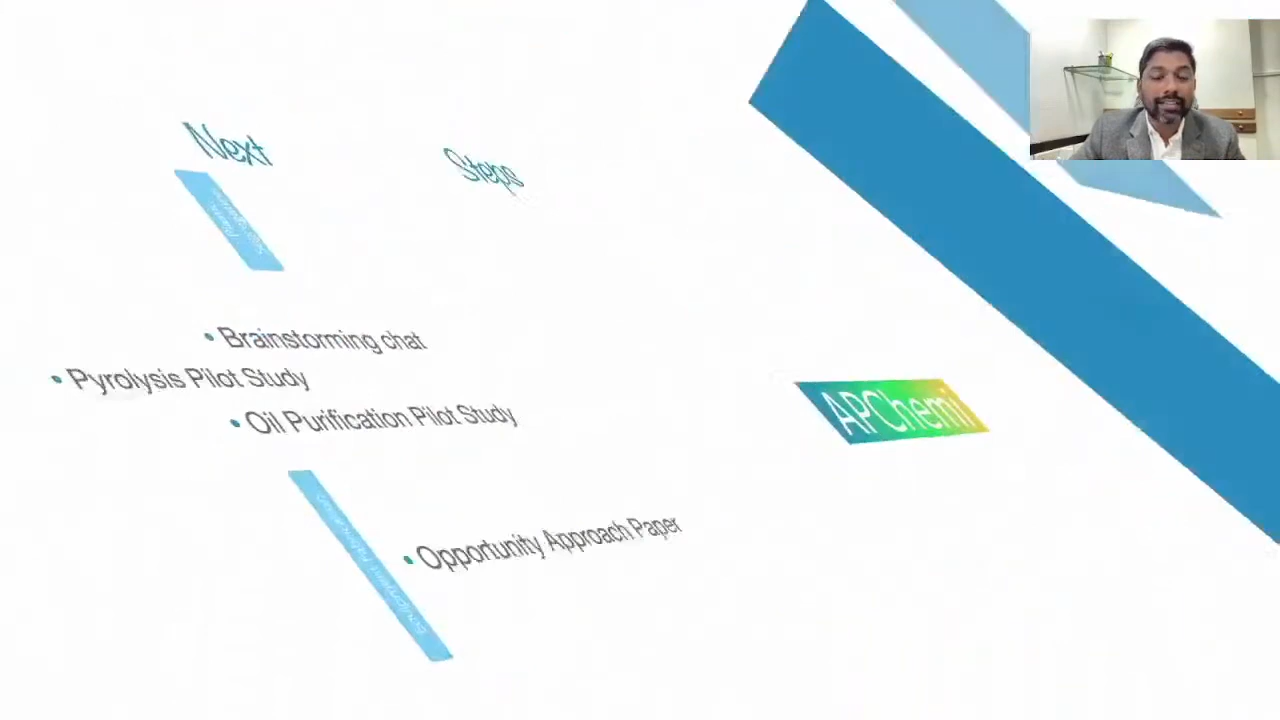 Next Steps
Brainstorming chat
Pyrolysis Pilot Study
Oil Purification Pilot Study
Opportunity Approach Paper
APChemi